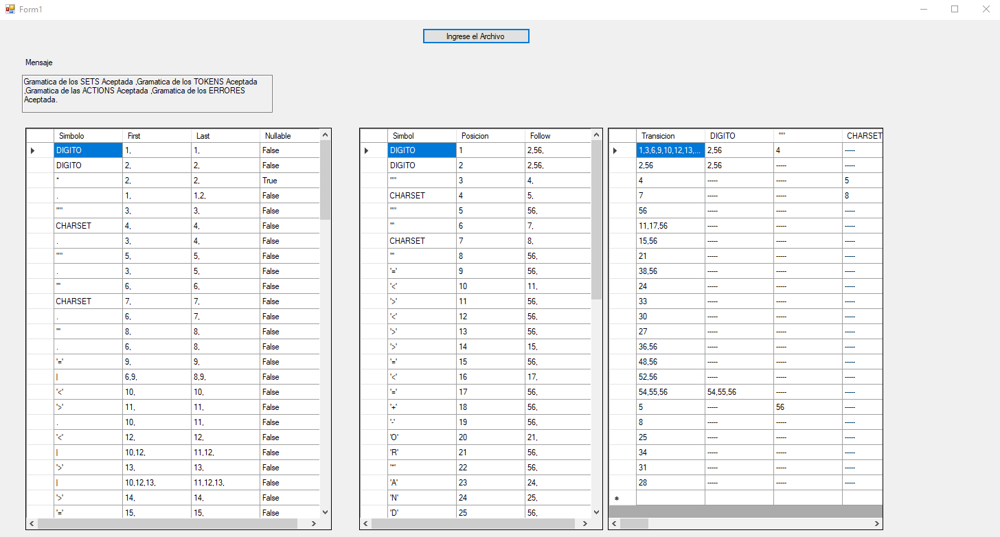 Form1
Ingrese el Archivo
Mensaje
Gramatica de los SETS Aceptada ,Gramatica de los TOKENS Aceptada
,Gramatica de las ACTIONS Aceptada ,Gramatica de los ERRORES
Aceptada.
Simbolo First Last Nullable
DIGITO 1, 1, False
DIGITO 2, 2, False
* 2, 2, True
. 1, 1,2, False
'"' 3, 3, False
CHARSET 4, 4, False
. 3, 4, False
'"' 5, 5, False
. 3, 5, False
''' 6, 6, False
CHARSET 7, 7, False
. 6, 7, False
''' 8, 8, False
. 6, 8, False
'=' 9, 9, False
| 6,9, 8,9, False
'<' 10, 10, False
'>' 11, 11, False
. 10, 11, False
'<' 12, 12, False
| 10,12, 11,12, False
'>' 13, 13, False
| 10,12,13, 11,12,13, False
'>' 14, 14, False
'=' 15, 15, False
Simbol Posicion Follow
DIGITO 1 2,56,
DIGITO 2 2,56,
'"' 3 4,
CHARSET 4 5,
'"' 5 56,
''' 6 7,
CHARSET 7 8,
''' 8 56,
'=' 9 56,
'<' 10 11,
'>' 11 56,
'<' 12 56,
'>' 13 56,
'>' 14 15,
'=' 15 56,
'<' 16 17,
'=' 17 56,
'+' 18 56,
'-' 19 56,
'O' 20 21,
'R' 21 56,
'*' 22 56,
'A' 23 24,
'N' 24 25,
'D' 25 56,
Transicion DIGITO '"' CHARSET
1,3,6,9,10,12,13,... 2,56 4 -----
2,56 2,56 ----- -----
4 ----- ----- 5
7 ----- ----- 8
56 ----- ----- -----
11,17,56 ----- ----- -----
15,56 ----- ----- -----
21 ----- ----- -----
38,56 ----- ----- -----
24 ----- ----- -----
33 ----- ----- -----
30 ----- ----- -----
27 ----- ----- -----
36,56 ----- ----- -----
48,56 ----- ----- -----
52,56 ----- ----- -----
54,55,56 54,55,56 ----- -----
5 ----- 56 -----
8 ----- ----- -----
25 ----- ----- -----
34 ----- ----- -----
31 ----- ----- -----
28 ----- ----- -----